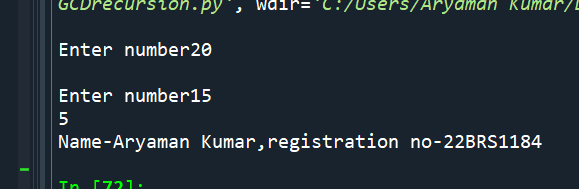 GCDrecursion.py', wdir='C:/Users/Aryaman Kumar/
Enter number20
Enter number15
5
Name-Aryaman Kumar,registration no-22BRS1184
In [72]: